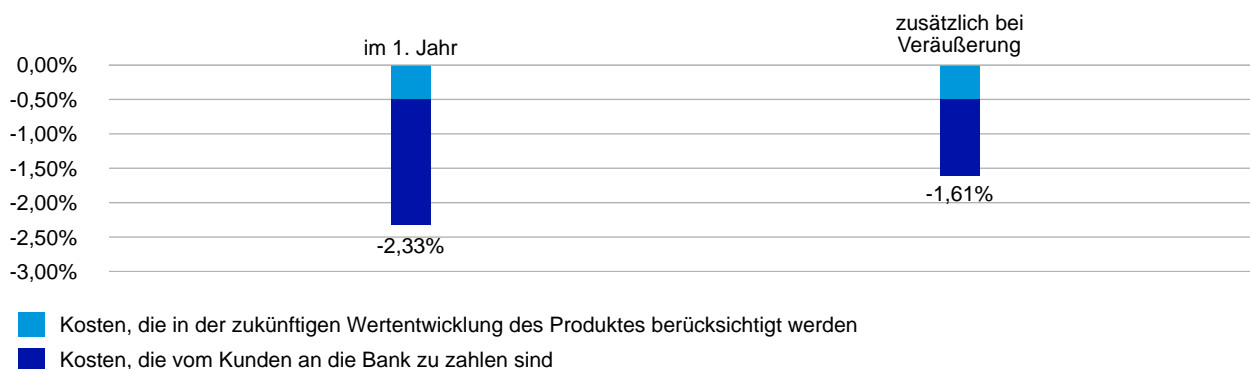 zusätzlich bei
Veräußerung
im 1. Jahr
0,00%
-0,50%
-1,00%
-1,50%
-2,00%
-2,50%
-3,00%
-2,33%
-1,61%
Kosten, die in der zukünftigen Wertentwicklung des Produktes berücksichtigt werden
Kosten, die vom Kunden an die Bank zu zahlen sind